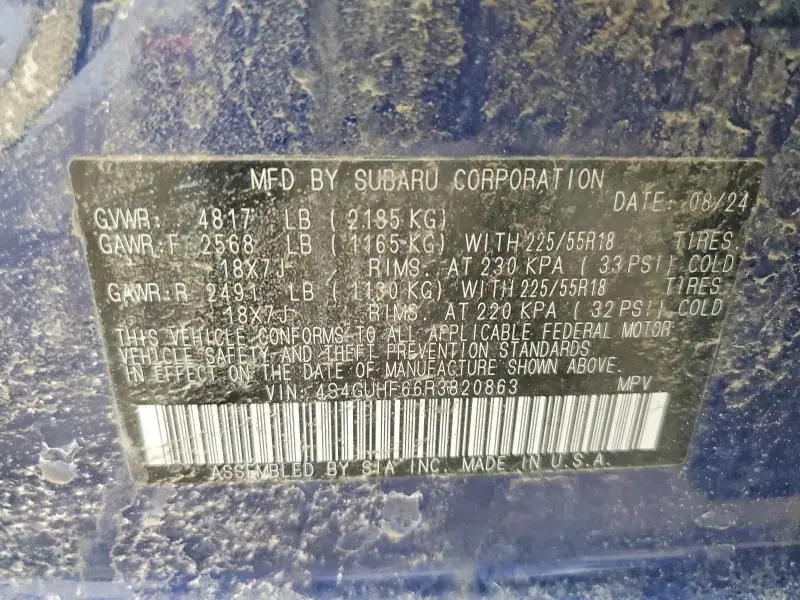 MFD BY SUBARU CORPORATION
DATE: 08/24
GVWR: 4817 LB ( 2185 KG)
GAWR:F 2568 LB ( 1165 KG) WITH 225/55R18 TIRES.
18X7J RIMS. AT 230 KPA ( 33 PSI) COLD
GAWR:R 2491 LB ( 1130 KG) WITH 225/55R18 TIRES
18X7J RIMS. AT 220 KPA ( 32 PSI) COLD
THIS VEHICLE CONFORMS TO ALL APPLICABLE FEDERAL MOTOR
VEHICLE SAFETY AND THEFT PREVENTION STANDARDS
IN EFFECT ON THE DATE OF MANUFACTURE SHOWN ABOVE.
VIN: 4S4GUHF66R3820863 MPV
ASSEMBLED BY SIA INC. MADE IN U.S.A.